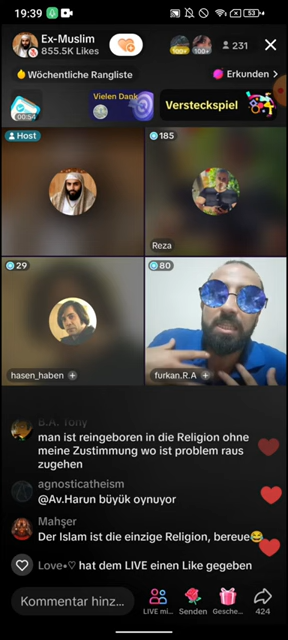 19:39
53
Ex-Muslim
855.5K Likes
100+
100+
231
Wöchentliche Rangliste
Erkunden >
00:54
Vielen Dank
Versteckspiel
Host
185
Reza
29
80
hasen_haben +
furkan.R.A +
B.A. Tony
man ist reingeboren in die Religion ohne
meine Zustimmung wo ist problem raus
zugehen
agnosticatheism
@Av.Harun büyük oynuyor
Mahşer
Der Islam ist die einzige Religion, bereue😂
Love•♡ hat dem LIVE einen Like gegeben
Kommentar hinz...
LIVE mi...
Senden
Gesche...
424